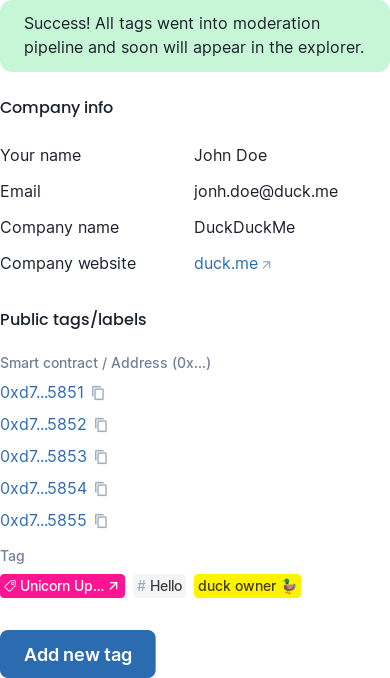 Success! All tags went into moderation
pipeline and soon will appear in the explorer.
Company info
Your name John Doe
Email jonh.doe@duck.me
Company name DuckDuckMe
Company website duck.me
Public tags/labels
Smart contract / Address (0x...)
0xd7...5851
0xd7...5852
0xd7...5853
0xd7...5854
0xd7...5855
Tag
Unicorn Up... # Hello duck owner 🦆
Add new tag